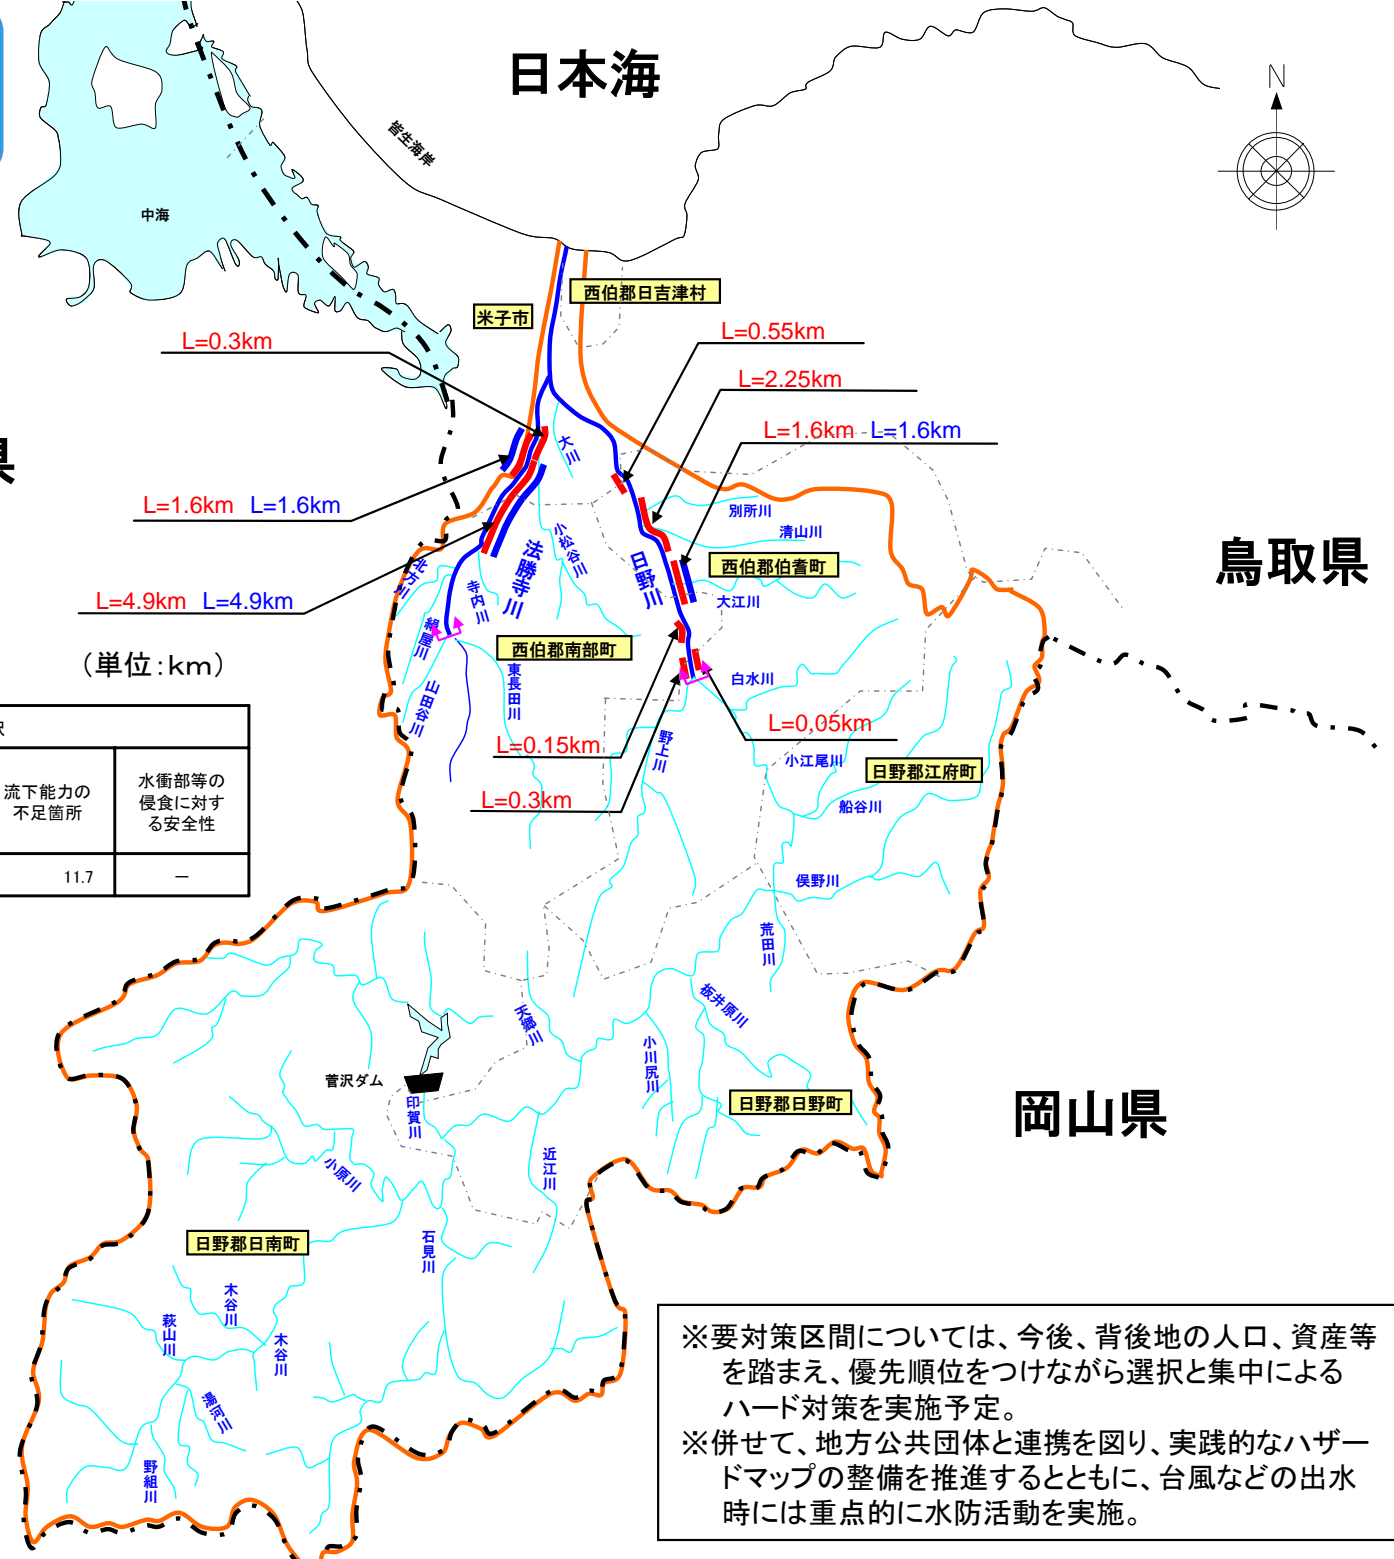 日本海
N
皆生海岸
中海
西伯郡日吉津村
米子市
L=0.3km
L=0.55km
L=2.25km
L=1.6km L=1.6km
県
大川
L=1.6km L=1.6km
別所川
清山川
小松谷川
法勝寺川
日野川
西伯郡伯耆町
鳥取県
北方川
寺内川
大江川
L=4.9km L=4.9km
絹屋川
西伯郡南部町
(単位:km)
東長田川
山田谷川
白水川
L=0.05km
L=0.15km
野上川
小江尾川
日野郡江府町
L=0.3km
船谷川
流下能力の
不足箇所
水衝部等の
侵食に対す
る安全性
11.7
－
俣野川
荒田川
板井原川
天郷川
小川尻川
菅沢ダム
印賀川
日野郡日野町
岡山県
近江川
小原川
日野郡日南町
石見川
木谷川
萩山川
木谷川
野組川
※要対策区間については、今後、背後地の人口、資産等
を踏まえ、優先順位をつけながら選択と集中による
ハード対策を実施予定。
※併せて、地方公共団体と連携を図り、実践的なハザー
ドマップの整備を推進するとともに、台風などの出水
時には重点的に水防活動を実施。